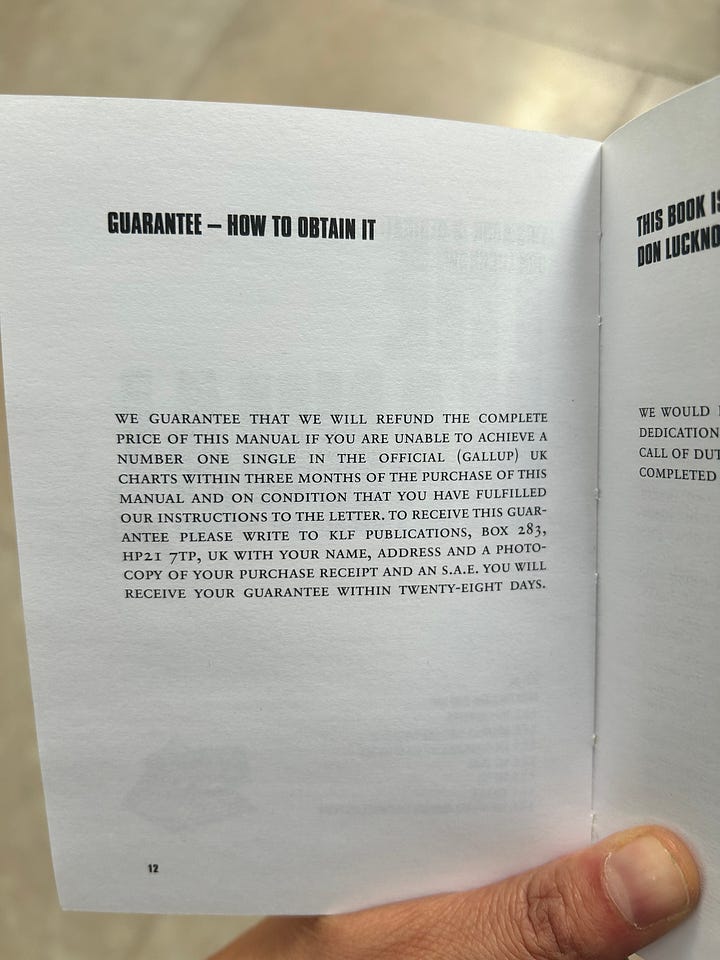 GUARANTEE – HOW TO OBTAIN IT
WE GUARANTEE THAT WE WILL REFUND THE COMPLETE
PRICE OF THIS MANUAL IF YOU ARE UNABLE TO ACHIEVE A
NUMBER ONE SINGLE IN THE OFFICIAL (GALLUP) UK
CHARTS WITHIN THREE MONTHS OF THE PURCHASE OF THIS
MANUAL AND ON CONDITION THAT YOU HAVE FULFILLED
OUR INSTRUCTIONS TO THE LETTER. TO RECEIVE THIS GUAR-
ANTEE PLEASE WRITE TO KLF PUBLICATIONS, BOX 283,
HP21 7TP, UK WITH YOUR NAME, ADDRESS AND A PHOTO-
COPY OF YOUR PURCHASE RECEIPT AND AN S.A.E. YOU WILL
RECEIVE YOUR GUARANTEE WITHIN TWENTY-EIGHT DAYS.
12
THIS BOOK IS
DON LUCKNO
WE WOULD
DEDICATION
CALL OF DUT
COMPLETED